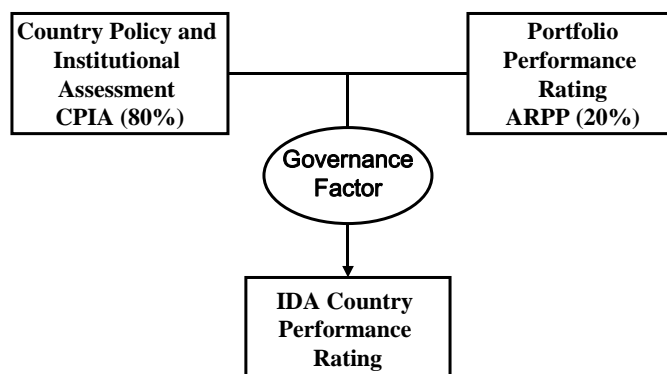 Country Policy and
Institutional
Assessment
CPIA (80%)
Portfolio
Performance
Rating
ARPP (20%)
Governance
Factor
IDA Country
Performance
Rating